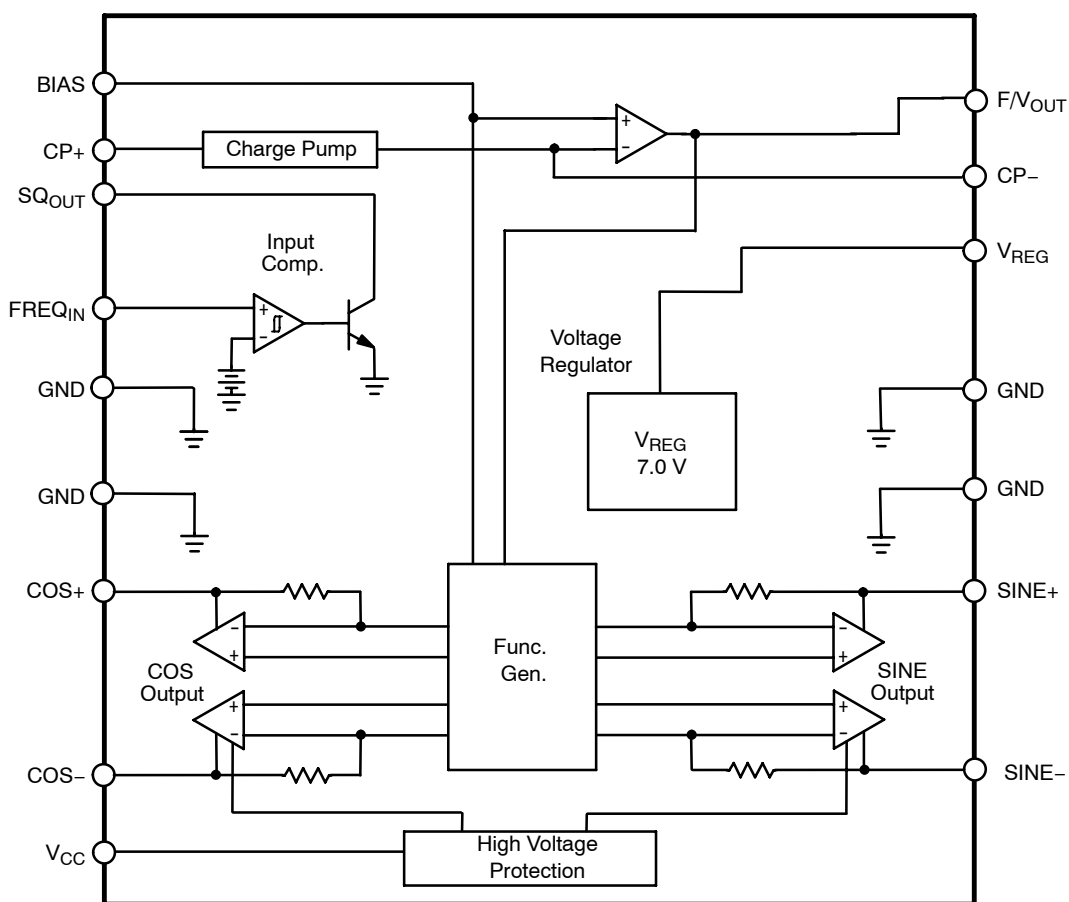 BIAS
F/VOUT
CP+
Charge Pump
+
−
CP−
SQOUT
Input
Comp.
VREG
FREQIN
+
−
Voltage
Regulator
GND
GND
VREG
7.0 V
GND
GND
COS+
SINE+
−
+
−
+
COS
Output
Func.
Gen.
SINE
Output
+
−
+
−
COS−
SINE−
VCC
High Voltage
Protection